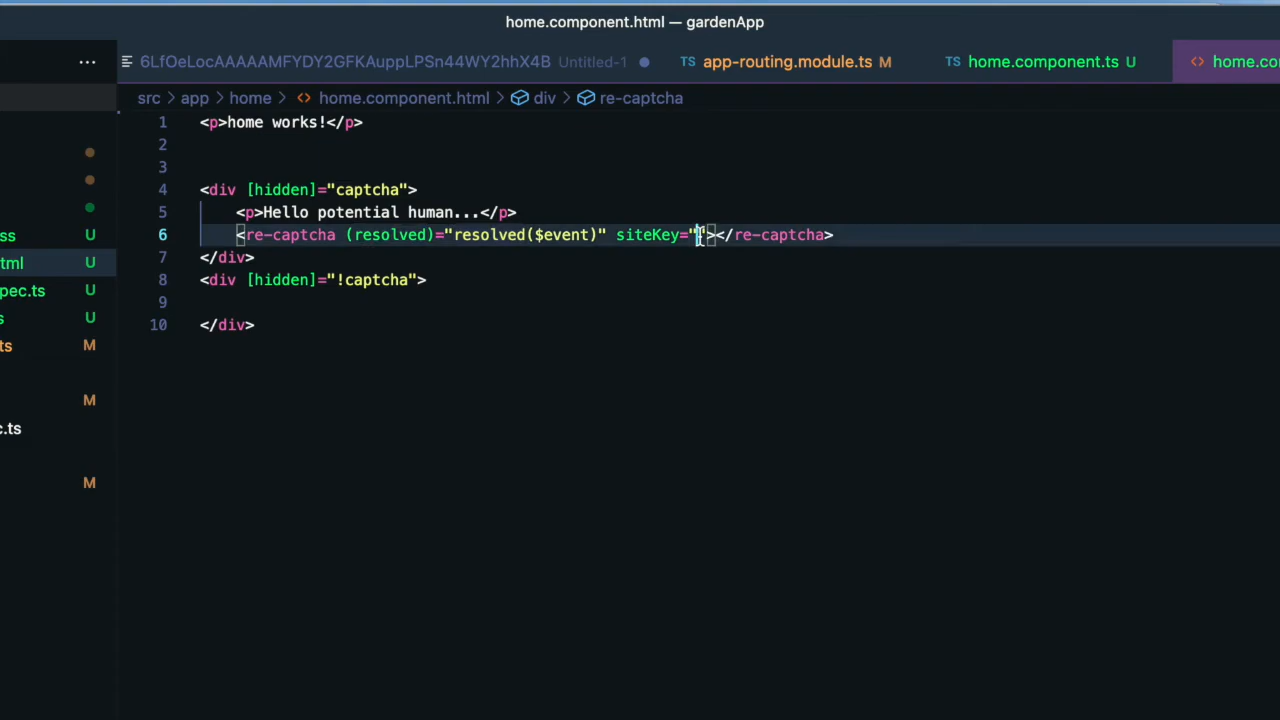 home.component.html — gardenApp
... 6LfOeLocAAAAAMFYDY2GFKAuppLPSn44WY2hhX4B Untitled-1 TS app-routing.module.ts M TS home.component.ts U <> home.co
src > app > home > <> home.component.html > div > re-captcha
1 <p>home works!</p>
2
3
4 <div [hidden]="captcha">
5 <p>Hello potential human...</p>
6 <re-captcha (resolved)="resolved($event)" siteKey=""></re-captcha>
7 </div>
8 <div [hidden]="!captcha">
9
10 </div>
ss U
tml U
pec.ts U
s U
ts M
M
c.ts
M